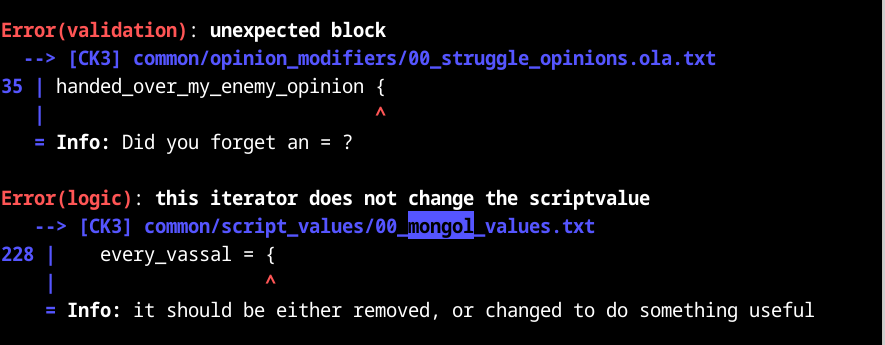 Error(validation): unexpected block
--> [CK3] common/opinion_modifiers/00_struggle_opinions.ola.txt
35 | handed_over_my_enemy_opinion {
| ^
= Info: Did you forget an = ?
Error(logic): this iterator does not change the scriptvalue
--> [CK3] common/script_values/00_mongol_values.txt
228 | every_vassal = {
| ^
= Info: it should be either removed, or changed to do something useful